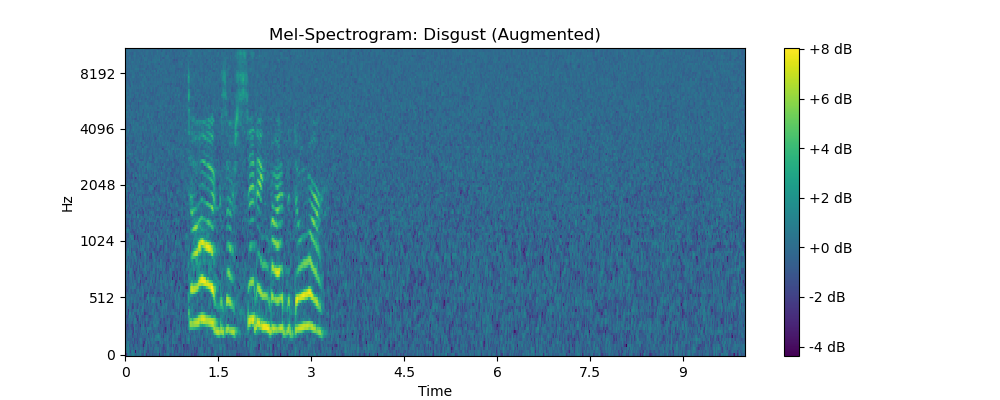 Mel-Spectrogram: Disgust (Augmented)
8192
4096
2048
1024
512
0
Hz
0 1.5 3 4.5 6 7.5 9
Time
+8 dB
+6 dB
+4 dB
+2 dB
+0 dB
-2 dB
-4 dB